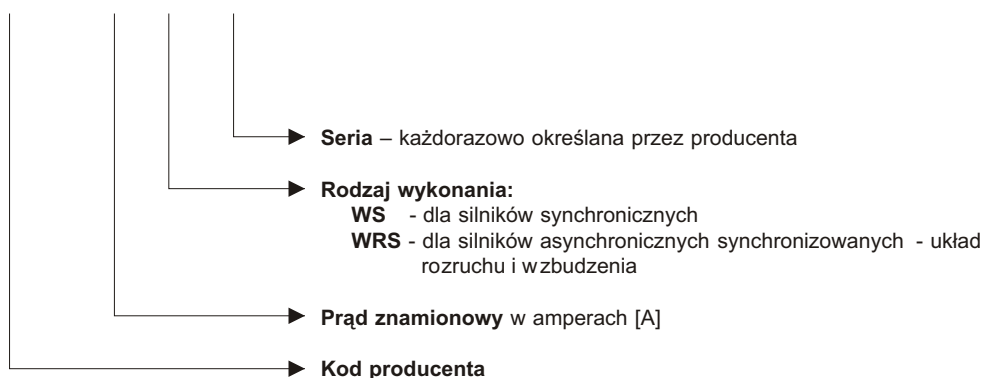 Seria – każdorazowo określana przez producenta
Rodzaj wykonania:
WS - dla silników synchronicznych
WRS - dla silników asynchronicznych synchronizowanych - układ
rozruchu i wzbudzenia
Prąd znamionowy w amperach [A]
Kod producenta